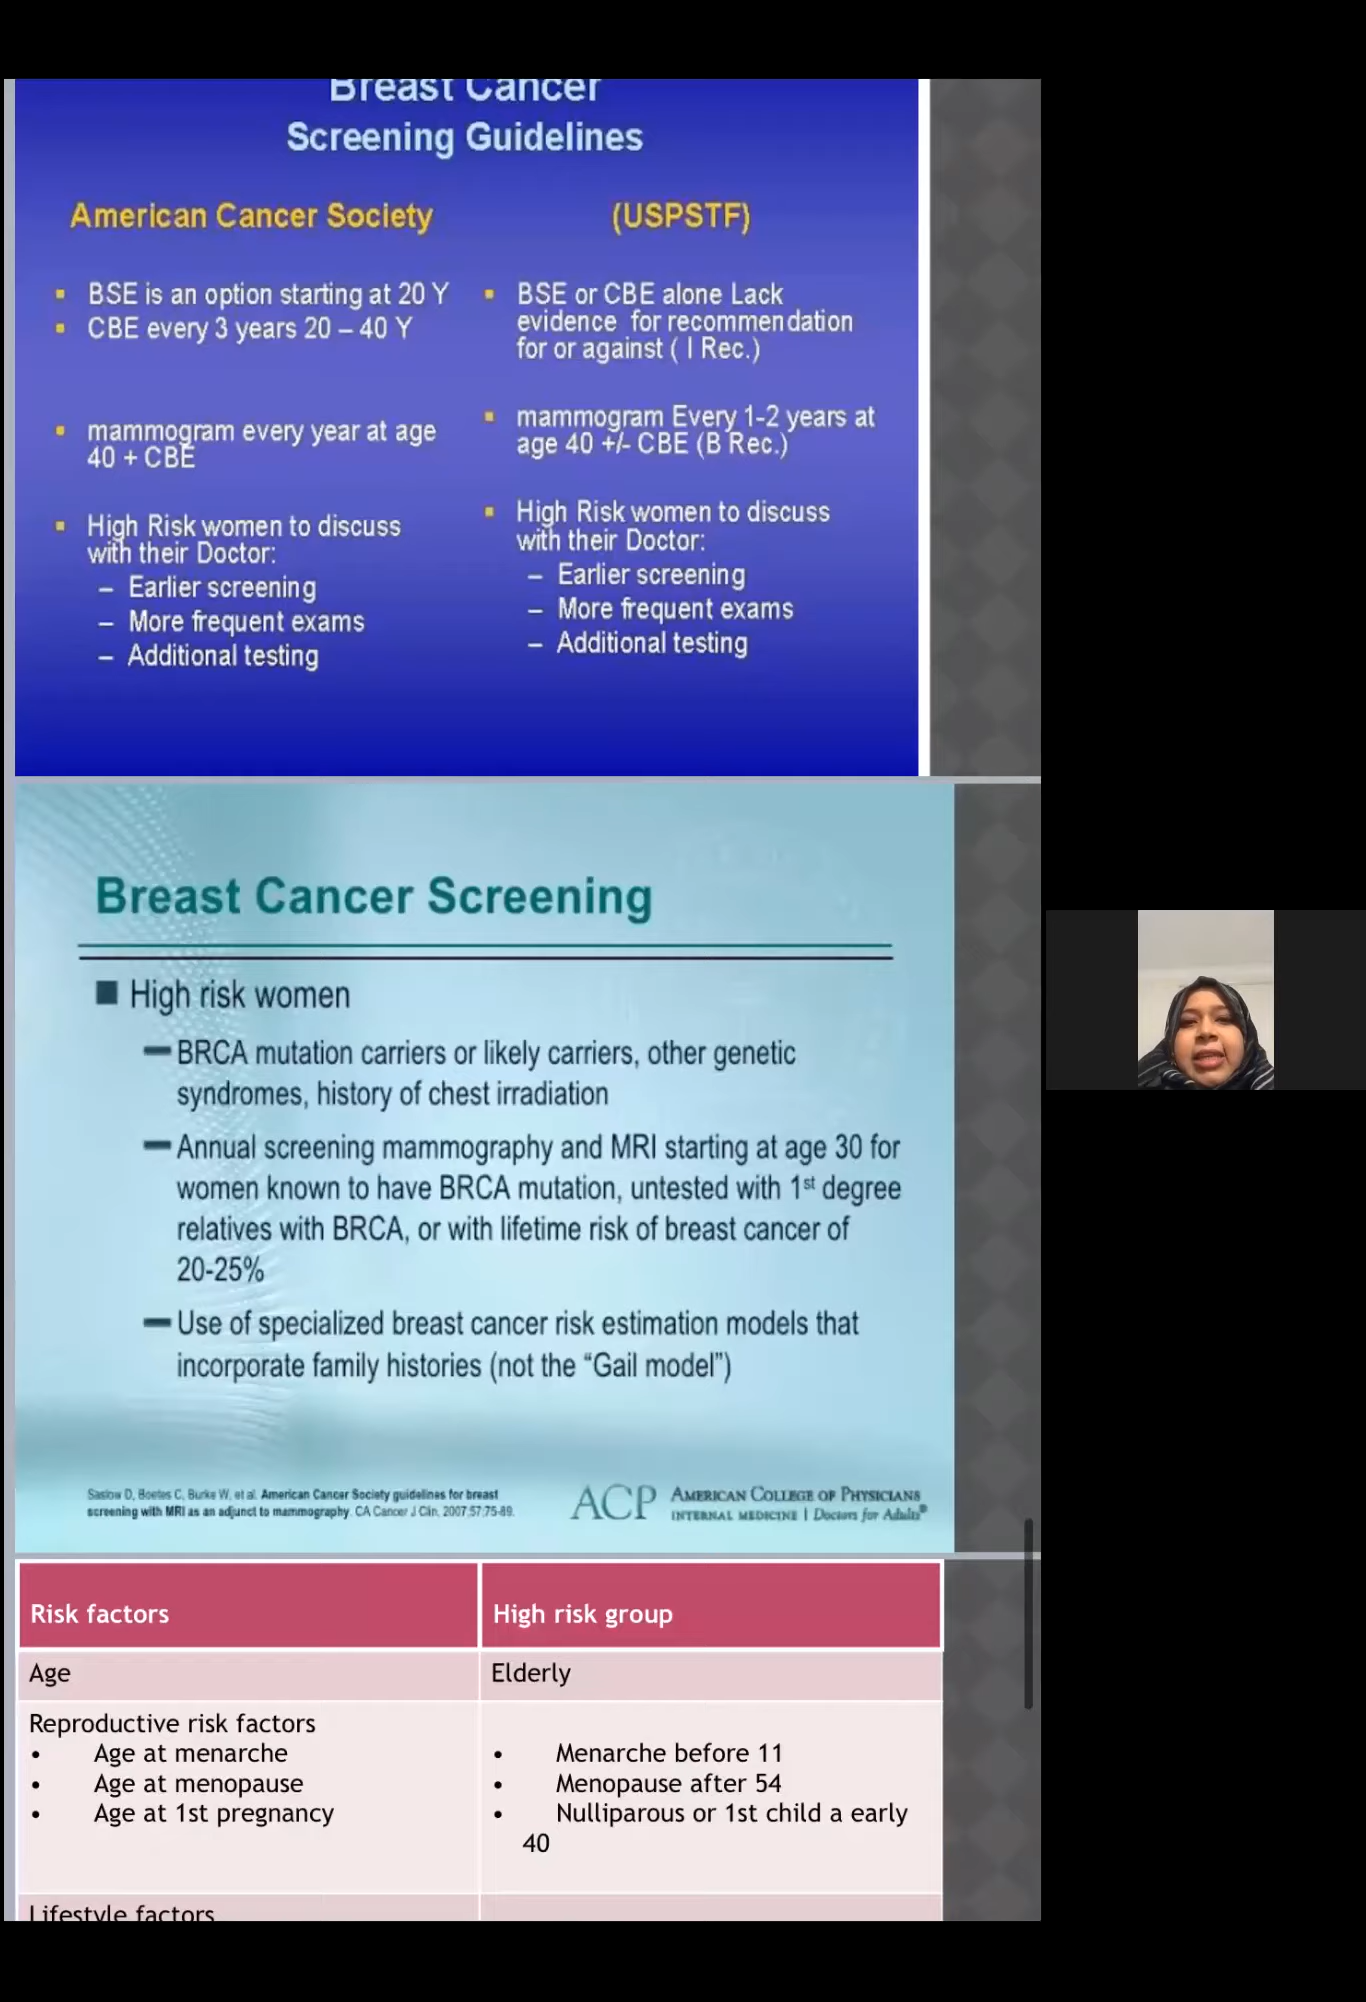 Breast Cancer
Screening Guidelines
American Cancer Society
▪ BSE is an option starting at 20 Y
▪ CBE every 3 years 20 – 40 Y
▪ mammogram every year at age
40 + CBE
▪ High Risk women to discuss
with their Doctor:
– Earlier screening
– More frequent exams
– Additional testing
(USPSTF)
▪ BSE or CBE alone Lack
evidence for recommendation
for or against ( I Rec.)
▪ mammogram Every 1-2 years at
age 40 +/- CBE (B Rec.)
▪ High Risk women to discuss
with their Doctor:
– Earlier screening
– More frequent exams
– Additional testing
Breast Cancer Screening
■ High risk women
— BRCA mutation carriers or likely carriers, other genetic
syndromes, history of chest irradiation
— Annual screening mammography and MRI starting at age 30 for
women known to have BRCA mutation, untested with 1st degree
relatives with BRCA, or with lifetime risk of breast cancer of
20-25%
— Use of specialized breast cancer risk estimation models that
incorporate family histories (not the “Gail model”)
Saslow D, Boetes C, Burke W, et al. American Cancer Society guidelines for breast
screening with MRI as an adjunct to mammography. CA Cancer J Clin. 2007;57:75-89.
ACP AMERICAN COLLEGE OF PHYSICIANS
INTERNAL MEDICINE | Doctors for Adults®
Risk factors
High risk group
Age
Elderly
Reproductive risk factors
• Age at menarche
• Age at menopause
• Age at 1st pregnancy
• Menarche before 11
• Menopause after 54
• Nulliparous or 1st child a early
40
Lifestyle factors